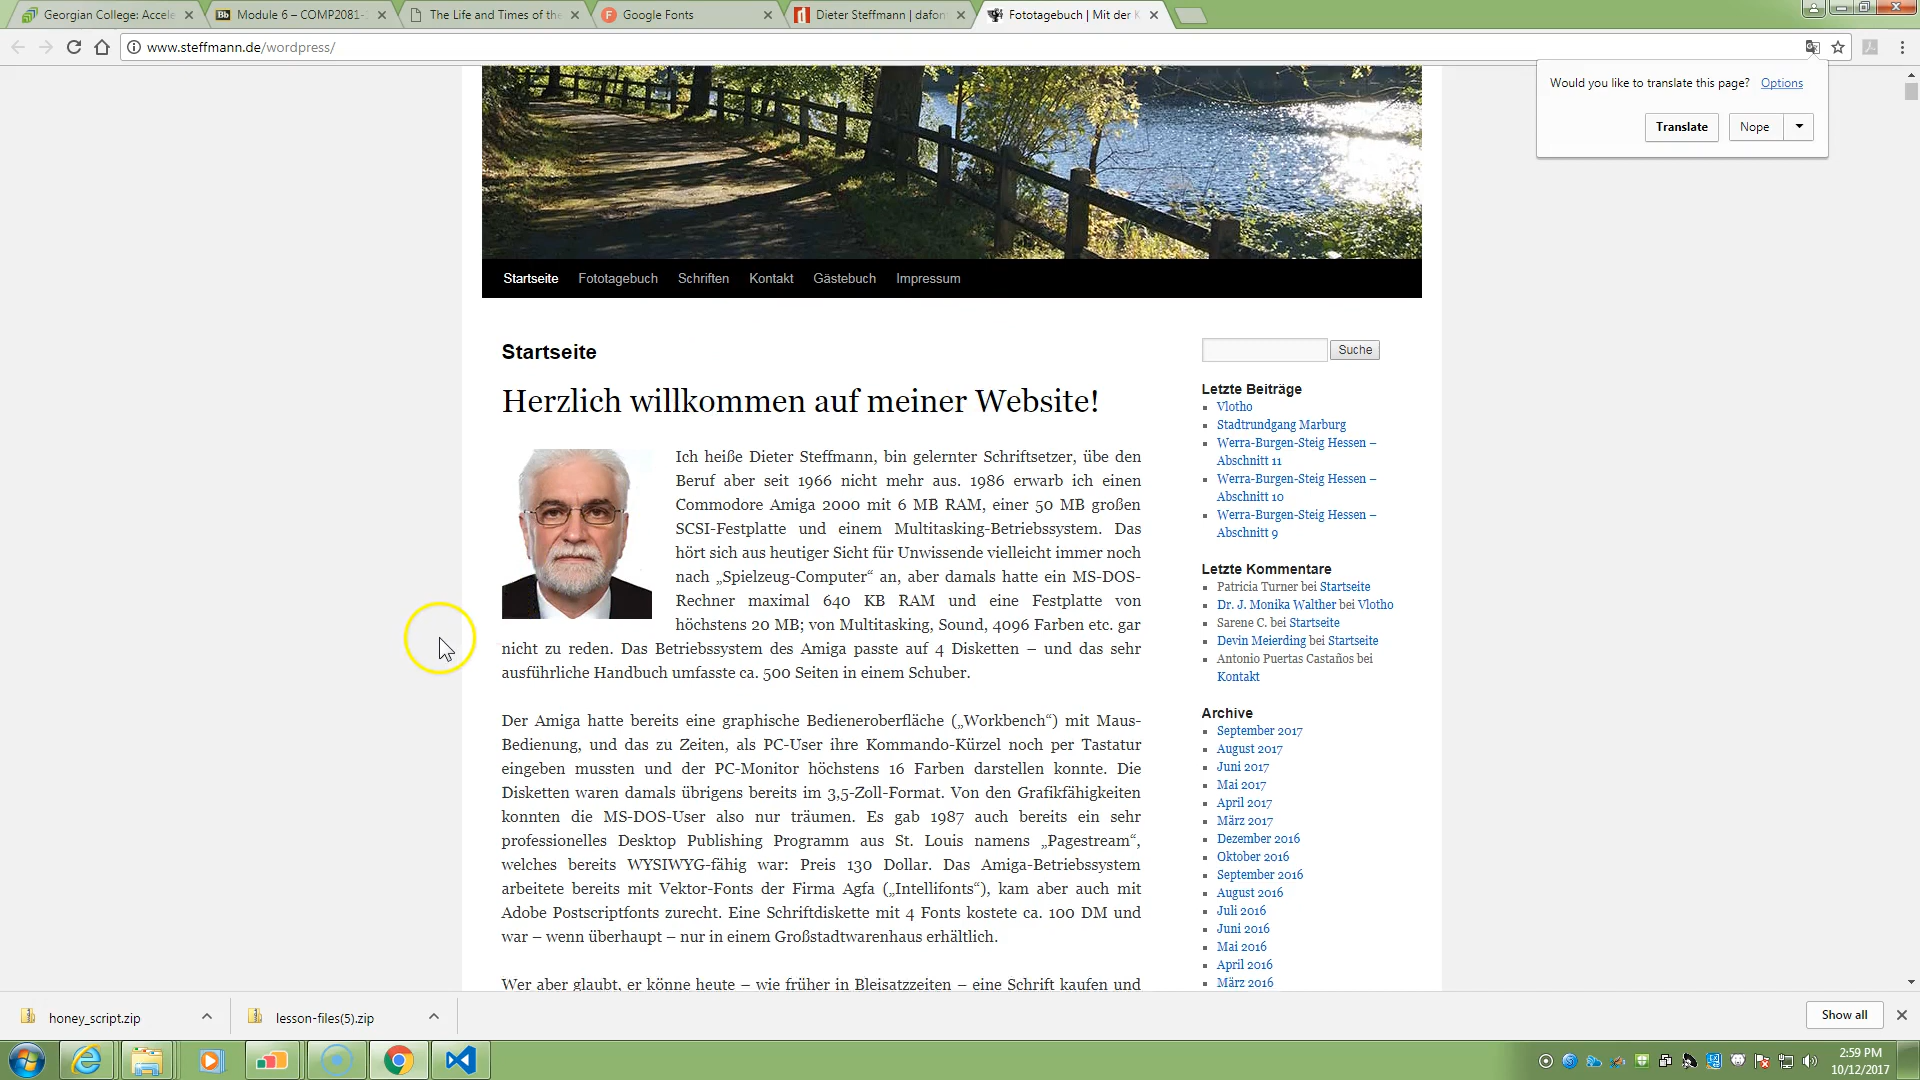 Georgian College: Accele
Module 6 – COMP2081-
The Life and Times of the
Google Fonts
Dieter Steffmann | dafon
Fototagebuch | Mit der K
www.steffmann.de/wordpress/
Would you like to translate this page? Options
Translate
Nope
Startseite
Fototagebuch
Schriften
Kontakt
Gästebuch
Impressum
Startseite
Herzlich willkommen auf meiner Website!
Ich heiße Dieter Steffmann, bin gelernter Schriftsetzer, übe den
Beruf aber seit 1966 nicht mehr aus. 1986 erwarb ich einen
Commodore Amiga 2000 mit 6 MB RAM, einer 50 MB großen
SCSI-Festplatte und einem Multitasking-Betriebssystem. Das
hört sich aus heutiger Sicht für Unwissende vielleicht immer noch
nach „Spielzeug-Computer“ an, aber damals hatte ein MS-DOS-
Rechner maximal 640 KB RAM und eine Festplatte von
höchstens 20 MB; von Multitasking, Sound, 4096 Farben etc. gar
nicht zu reden. Das Betriebssystem des Amiga passte auf 4 Disketten – und das sehr
ausführliche Handbuch umfasste ca. 500 Seiten in einem Schuber.
Der Amiga hatte bereits eine graphische Bedieneroberfläche („Workbench“) mit Maus-
Bedienung, und das zu Zeiten, als PC-User ihre Kommando-Kürzel noch per Tastatur
eingeben mussten und der PC-Monitor höchstens 16 Farben darstellen konnte. Die
Disketten waren damals übrigens bereits im 3,5-Zoll-Format. Von den Grafikfähigkeiten
konnten die MS-DOS-User also nur träumen. Es gab 1987 auch bereits ein sehr
professionelles Desktop Publishing Programm aus St. Louis namens „Pagestream“,
welches bereits WYSIWYG-fähig war: Preis 130 Dollar. Das Amiga-Betriebssystem
arbeitete bereits mit Vektor-Fonts der Firma Agfa („Intellifonts“), kam aber auch mit
Adobe Postscriptfonts zurecht. Eine Schriftdiskette mit 4 Fonts kostete ca. 100 DM und
war – wenn überhaupt – nur in einem Großstadtwarenhaus erhältlich.
Wer aber glaubt, er könne heute – wie früher in Bleisatzzeiten – eine Schrift kaufen und
Suche
Letzte Beiträge
Vlotho
Stadtrundgang Marburg
Werra-Burgen-Steig Hessen –
Abschnitt 11
Werra-Burgen-Steig Hessen –
Abschnitt 10
Werra-Burgen-Steig Hessen –
Abschnitt 9
Letzte Kommentare
Patricia Turner bei Startseite
Dr. J. Monika Walther bei Vlotho
Sarene C. bei Startseite
Devin Meierding bei Startseite
Antonio Puertas Castaños bei
Kontakt
Archive
September 2017
August 2017
Juni 2017
Mai 2017
April 2017
März 2017
Dezember 2016
Oktober 2016
September 2016
August 2016
Juli 2016
Juni 2016
Mai 2016
April 2016
März 2016
honey_script.zip
lesson-files(5).zip
Show all
2:59 PM
10/12/2017